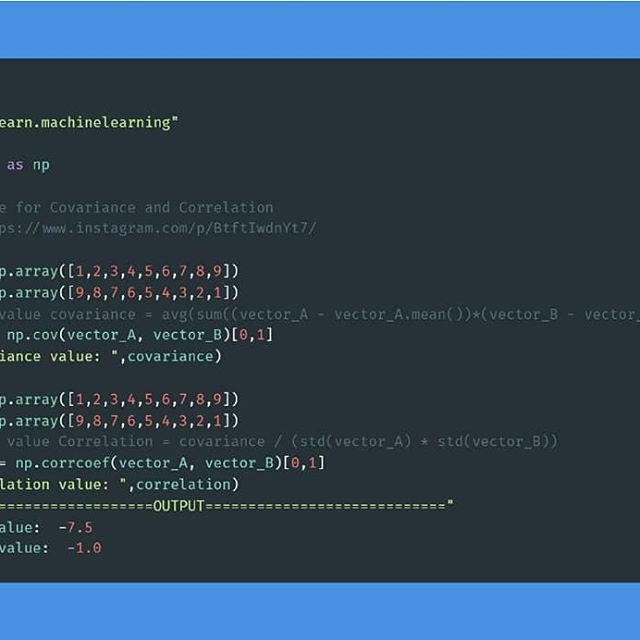 earn.machinelearning"
as np
e for Covariance and Correlation
ps://www.instagram.com/p/BtftIwdnYt7/
p.array([1,2,3,4,5,6,7,8,9])
p.array([9,8,7,6,5,4,3,2,1])
value covariance = avg(sum((vector_A - vector_A.mean())*(vector_B - vector_
np.cov(vector_A, vector_B)[0,1]
iance value: ",covariance)
p.array([1,2,3,4,5,6,7,8,9])
p.array([9,8,7,6,5,4,3,2,1])
value Correlation = covariance / (std(vector_A) * std(vector_B))
= np.corrcoef(vector_A, vector_B)[0,1]
lation value: ",correlation)
==================OUTPUT============================"
alue:  -7.5
value:  -1.0